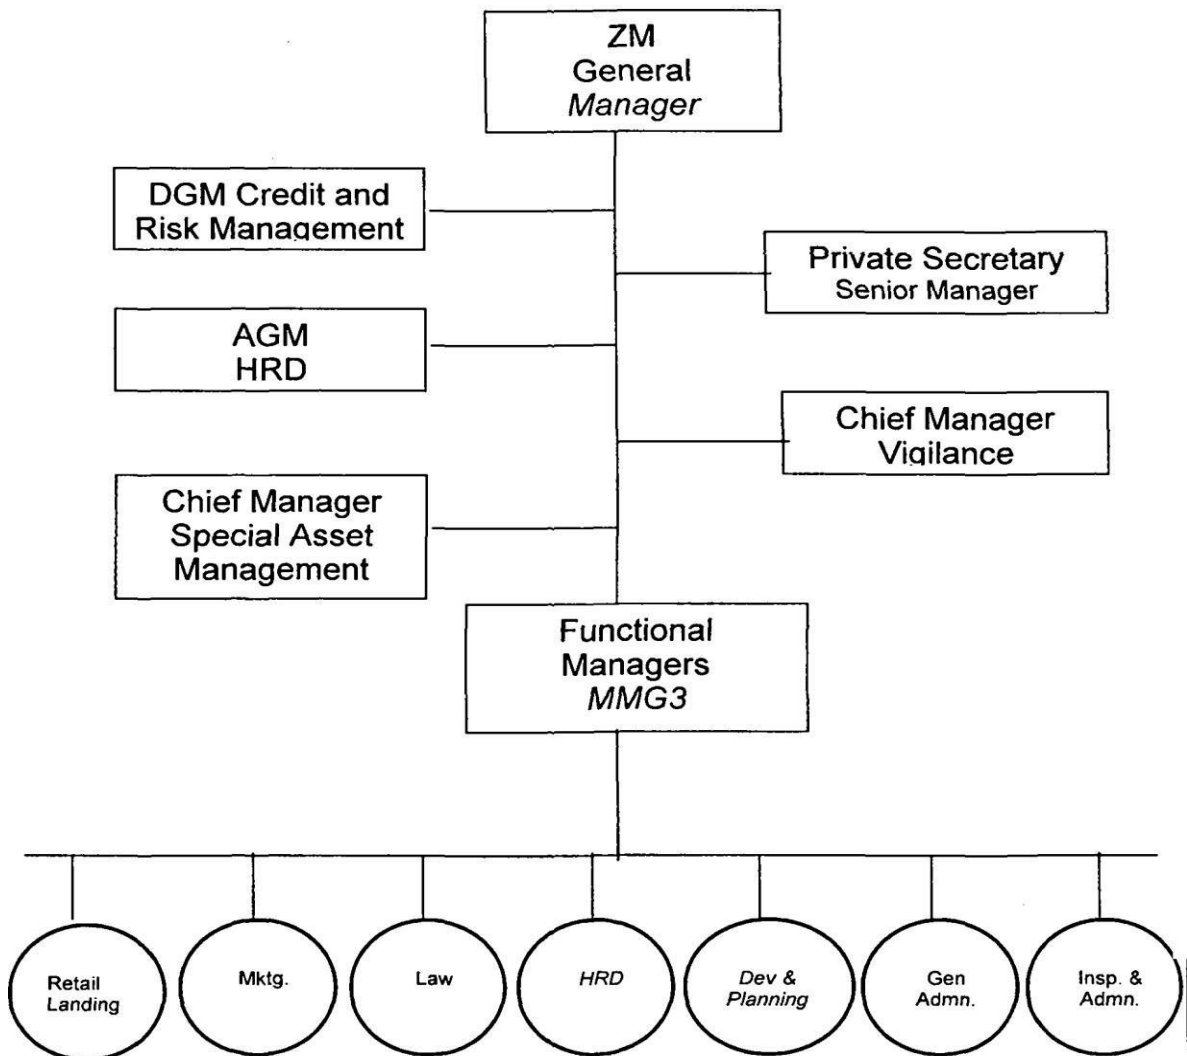 ZM
General
Manager
DGM Credit and
Risk Management
Private Secretary
Senior Manager
AGM
HRD
Chief Manager
Vigilance
Chief Manager
Special Asset
Management
Functional
Managers
MMG3
Retail
Landing
Mktg.
Law
HRD
Dev &
Planning
Gen
Admn.
Insp. &
Admn.